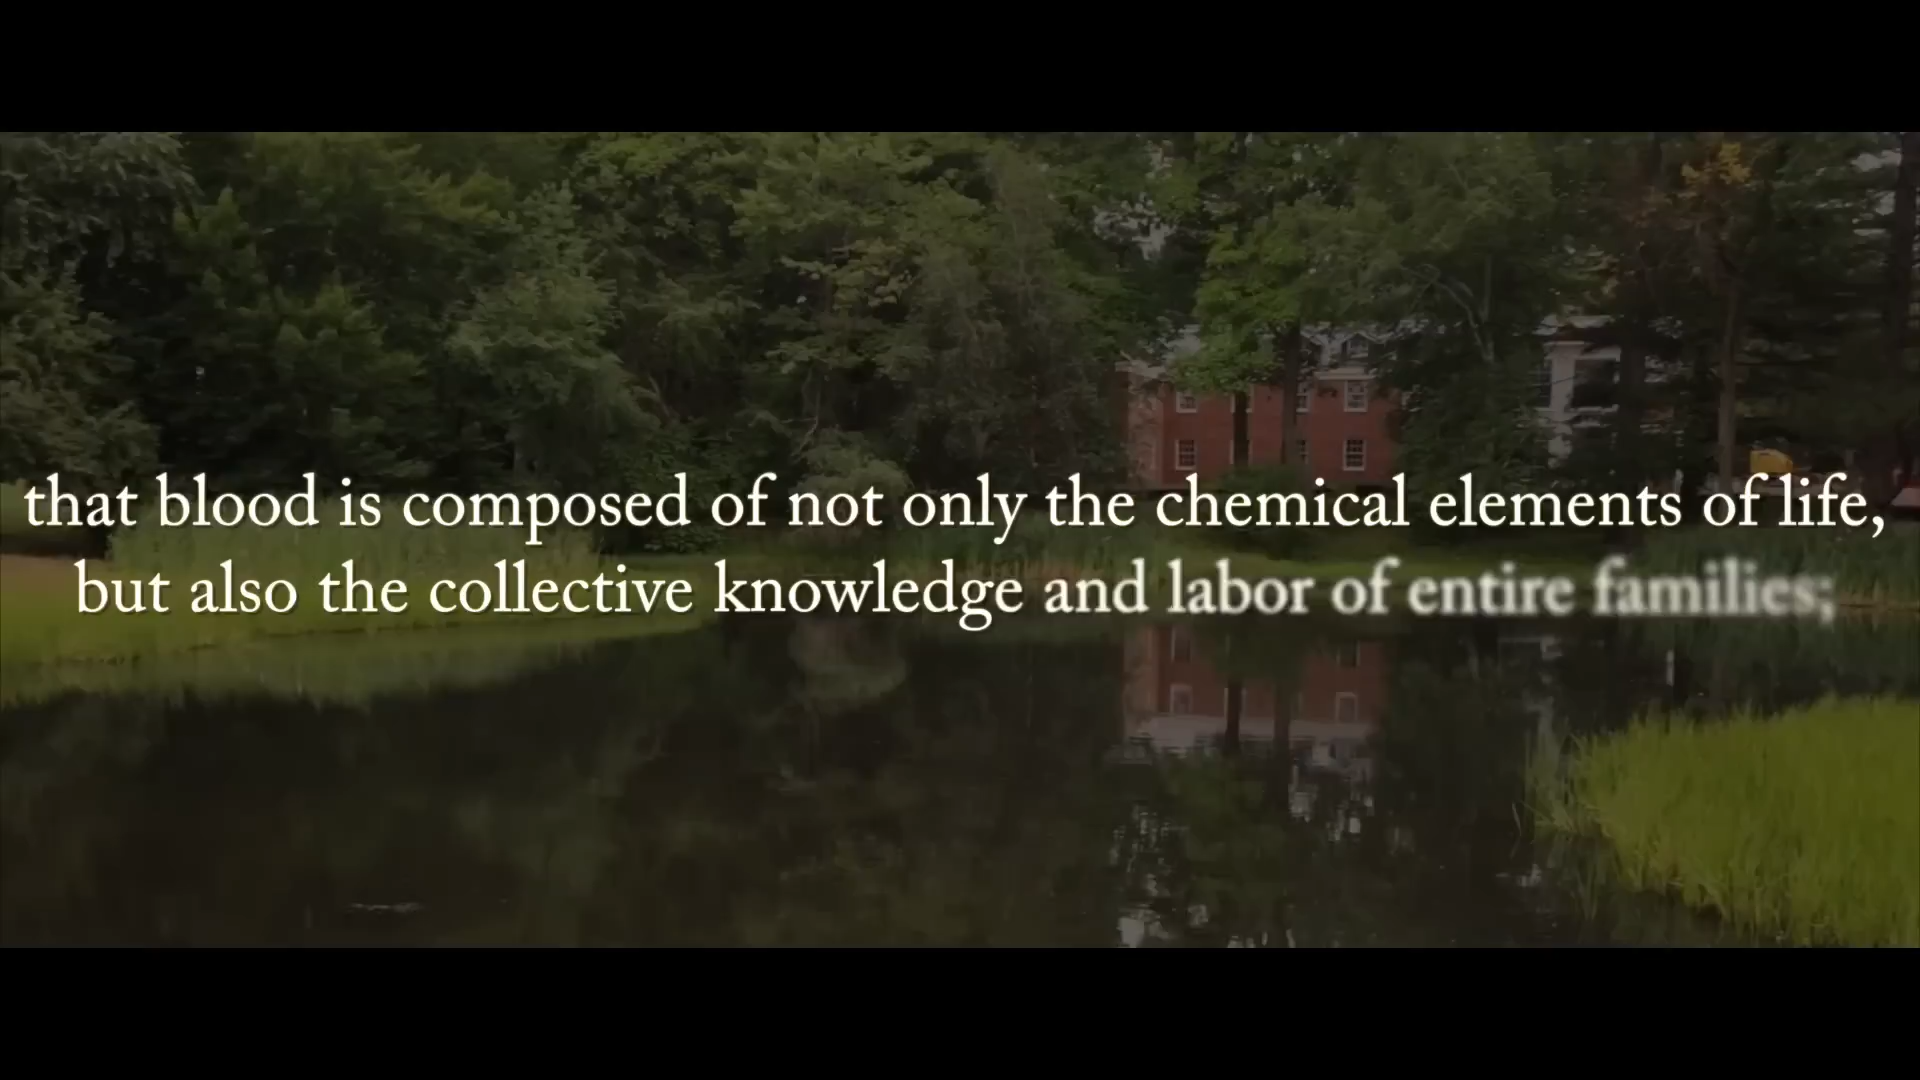 that blood is composed of not only the chemical elements of life,
but also the collective knowledge and labor of entire families;